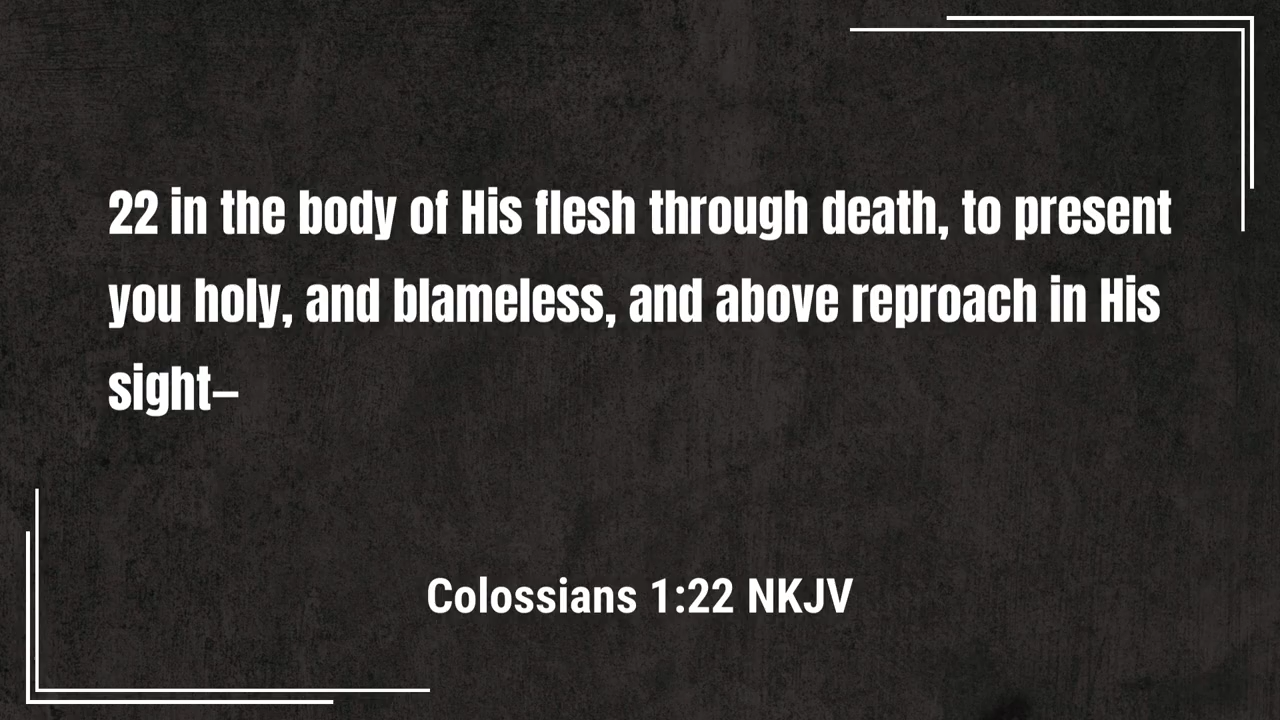 22 in the body of His flesh through death, to present
you holy, and blameless, and above reproach in His
sight—
Colossians 1:22 NKJV